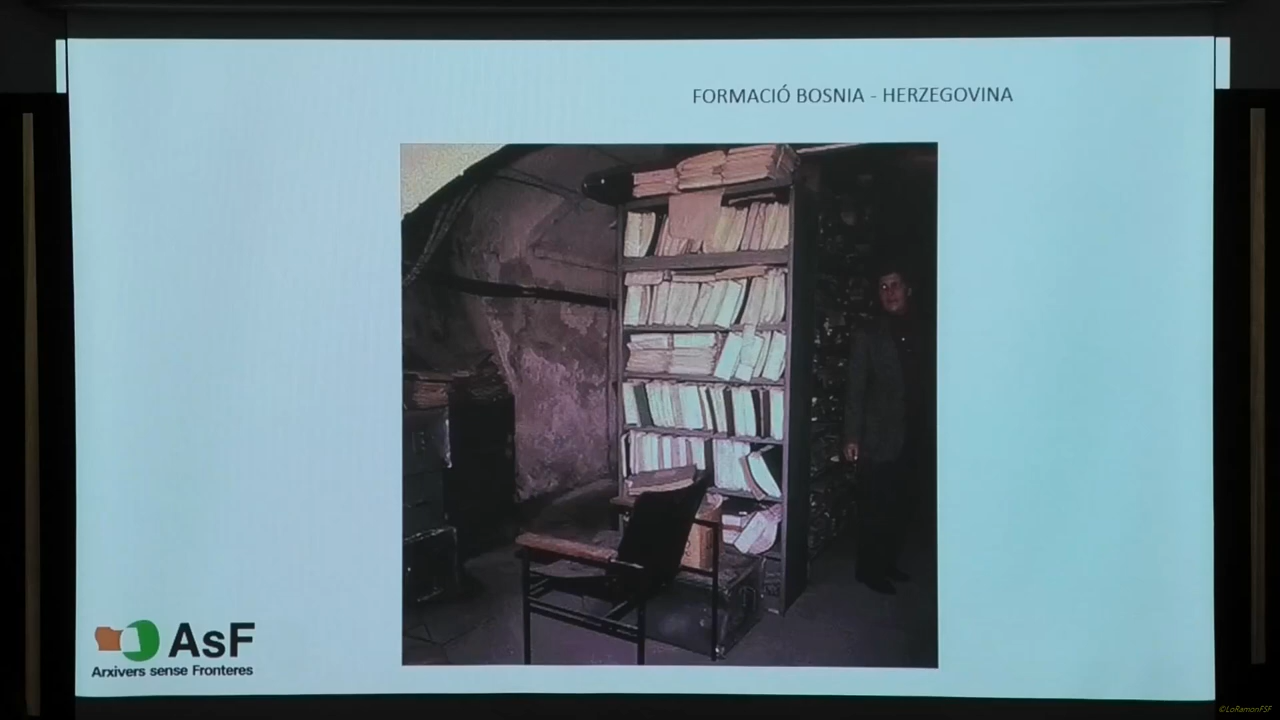 FORMACIÓ BOSNIA - HERZEGOVINA
AsF
Arxivers sense Fronteres
©LoRamonFSF